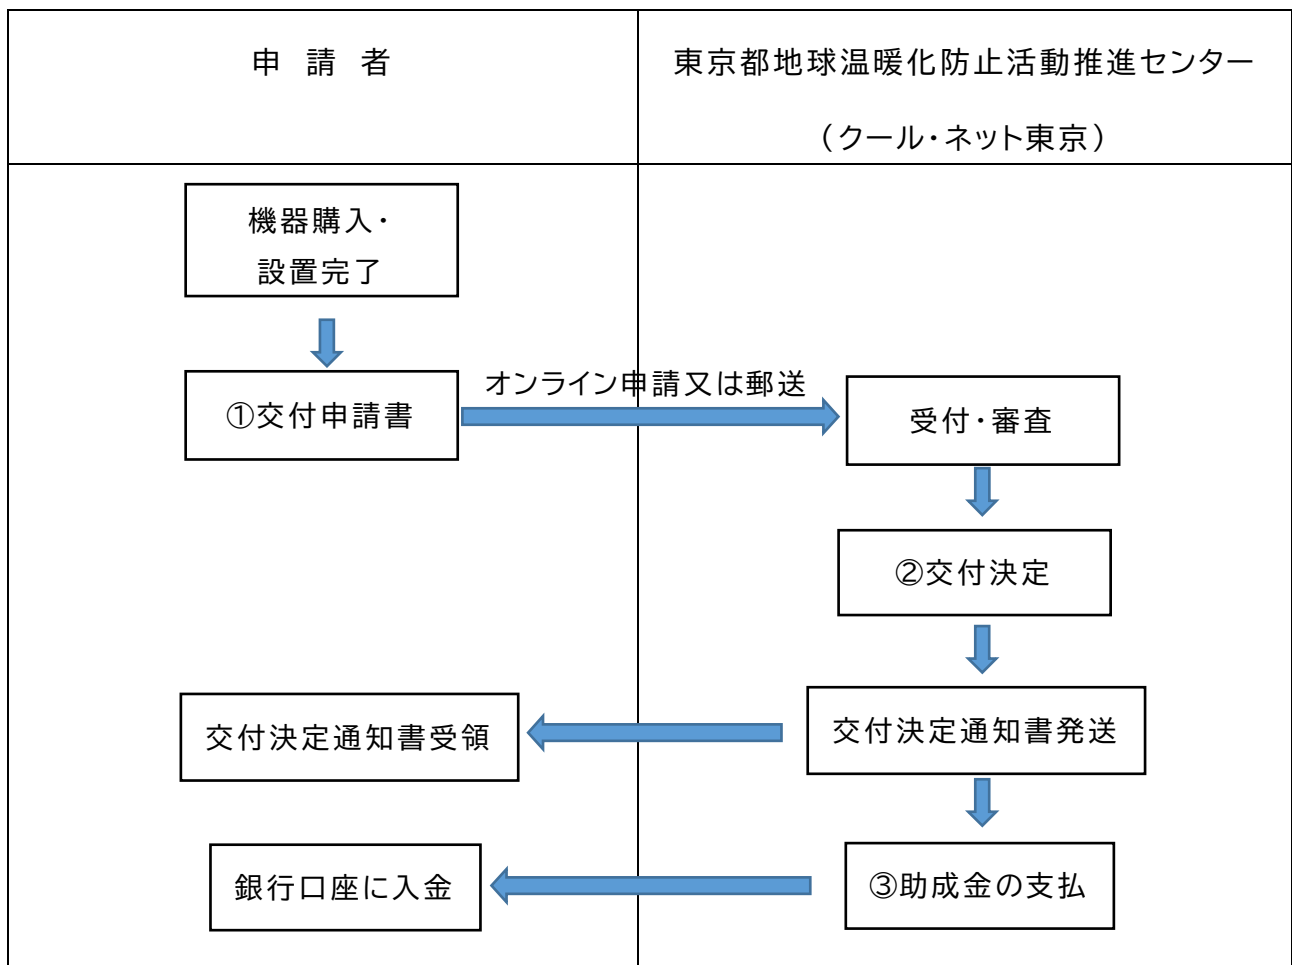 申 請 者
東京都地球温暖化防止活動推進センター
（クール・ネット東京）
機器購入・
設置完了
①交付申請書
オンライン申請又は郵送
受付・審査
②交付決定
交付決定通知書発送
交付決定通知書受領
③助成金の支払
銀行口座に入金